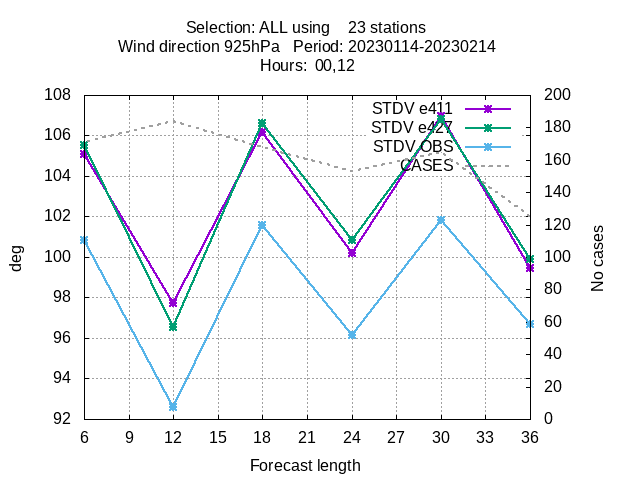 Selection: ALL using    23 stations
Wind direction 925hPa   Period: 20230114-20230214
Hours:  00,12
108
106
104
102
100
98
96
94
92
200
180
160
140
120
100
80
60
40
20
0
STDV e411
STDV e427
STDV OBS
CASES
deg
No cases
6 9 12 15 18 21 24 27 30 33 36
Forecast length